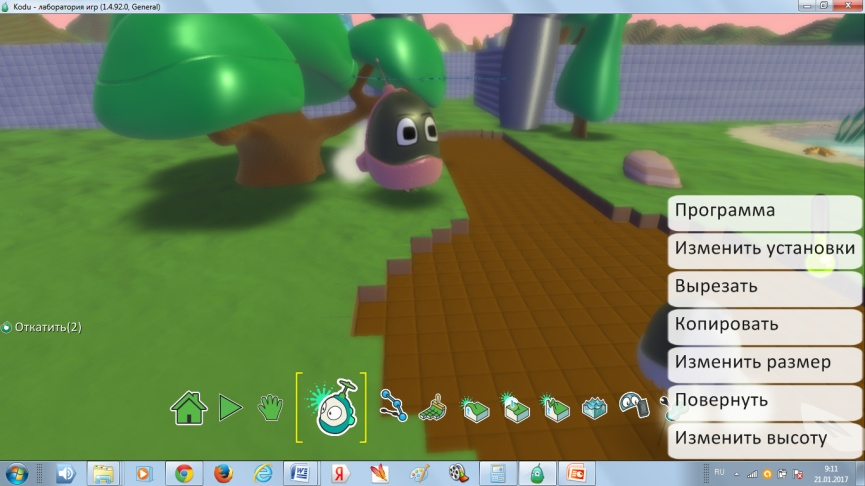 Kodu - лаборатория игр (1.4.92.0, General)
Программа
Изменить установки
Вырезать
Откатить(2)
Копировать
Изменить размер
Повернуть
Изменить высоту
RU
9:11
21.01.2017